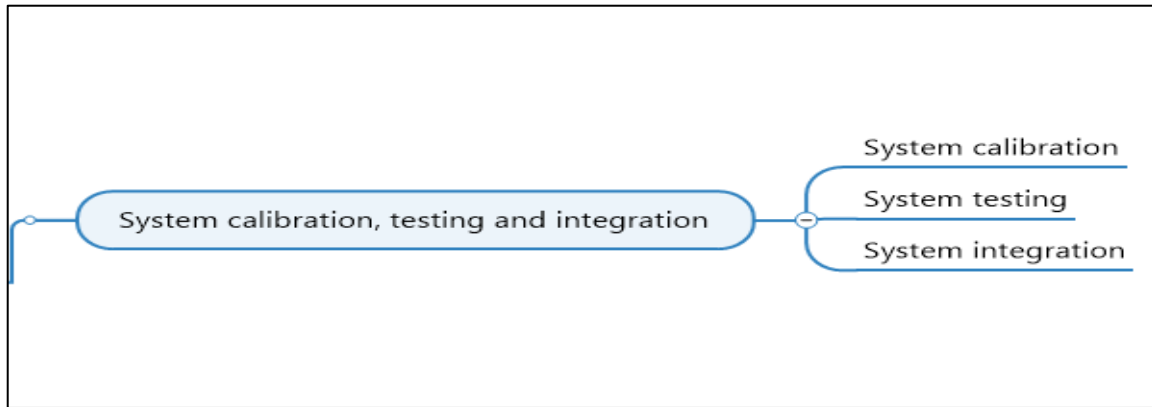 System calibration, testing and integration
System calibration
System testing
System integration